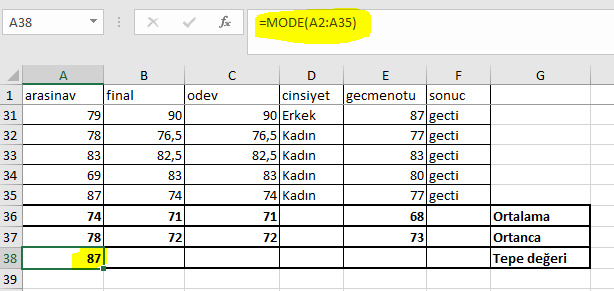 A38 fx =MODE(A2:A35)
A B C D E F G
1 arasinav final odev cinsiyet gecmenotu sonuc
31 79 90 90 Erkek 87 gecti
32 78 76,5 76,5 Kadın 77 gecti
33 83 82,5 82,5 Kadın 83 gecti
34 69 83 83 Kadın 80 gecti
35 87 74 74 Kadın 77 gecti
36 74 71 71 68 Ortalama
37 78 72 72 73 Ortanca
38 87 Tepe değeri
39